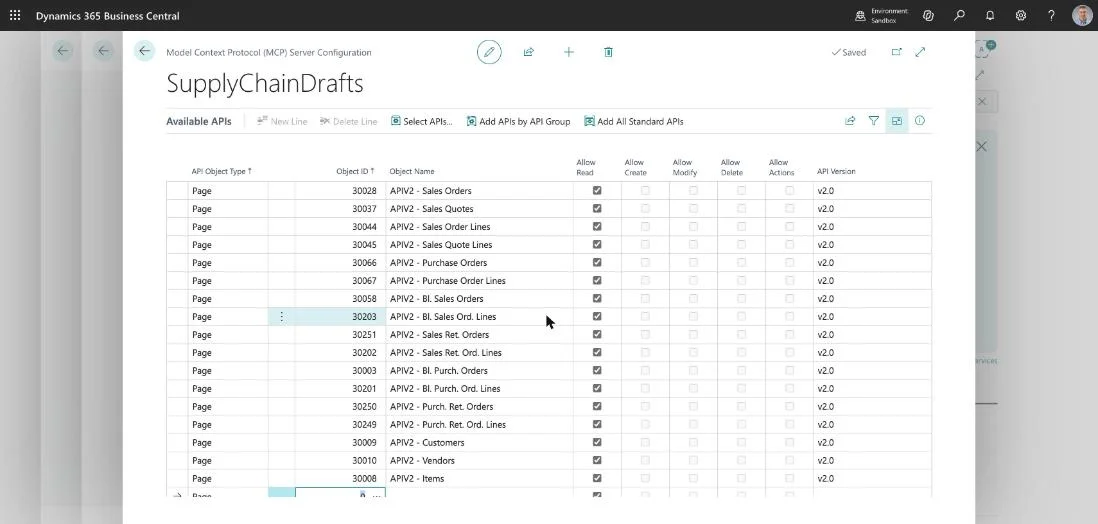 Dynamics 365 Business Central
Environment:
Sandbox
?
Model Context Protocol (MCP) Server Configuration
Saved
SupplyChainDrafts
Available APIs New Line Delete Line Select APIs... Add APIs by API Group Add All Standard APIs
API Object Type ↑ Object ID ↑ Object Name Allow Read Allow Create Allow Modify Allow Delete Allow Actions API Version
Page 30028 APIV2 - Sales Orders v2.0
Page 30037 APIV2 - Sales Quotes v2.0
Page 30044 APIV2 - Sales Order Lines v2.0
Page 30045 APIV2 - Sales Quote Lines v2.0
Page 30066 APIV2 - Purchase Orders v2.0
Page 30067 APIV2 - Purchase Order Lines v2.0
Page 30058 APIV2 - Bl. Sales Orders v2.0
Page 30203 APIV2 - Bl. Sales Ord. Lines v2.0
Page 30251 APIV2 - Sales Ret. Orders v2.0
Page 30202 APIV2 - Sales Ret. Ord. Lines v2.0
Page 30003 APIV2 - Bl. Purch. Orders v2.0
Page 30201 APIV2 - Bl. Purch. Ord. Lines v2.0
Page 30250 APIV2 - Purch. Ret. Orders v2.0
Page 30249 APIV2 - Purch. Ret. Ord. Lines v2.0
Page 30009 APIV2 - Customers v2.0
Page 30010 APIV2 - Vendors v2.0
Page 30008 APIV2 - Items v2.0
Page 0 ...